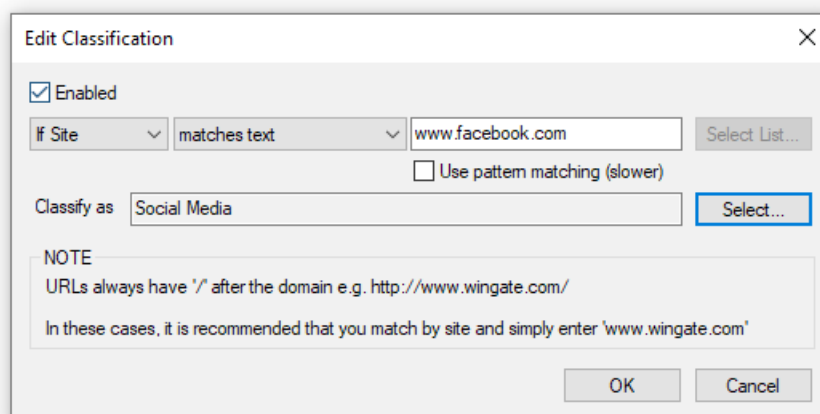 Edit Classification
Enabled
If Site matches text www.facebook.com Select List...
Use pattern matching (slower)
Classify as Social Media Select...
NOTE
URLs always have "/" after the domain e.g. http://www.wingate.com/
In these cases, it is recommended that you match by site and simply enter 'www.wingate.com'
OK Cancel